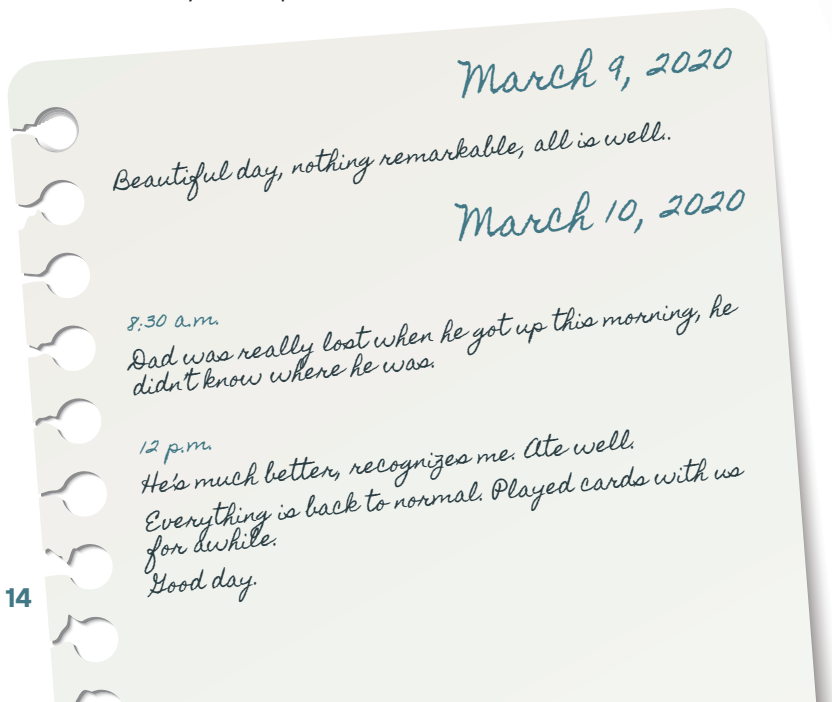 March 9, 2020
Beautiful day, nothing remarkable, all is well.
March 10, 2020
8:30 a.m.
Dad was really lost when he got up this morning, he
didn't know where he was.
12 p.m.
He's much better, recognizes me. Ate well.
Everything is back to normal. Played cards with us
for awhile.
Good day.
14